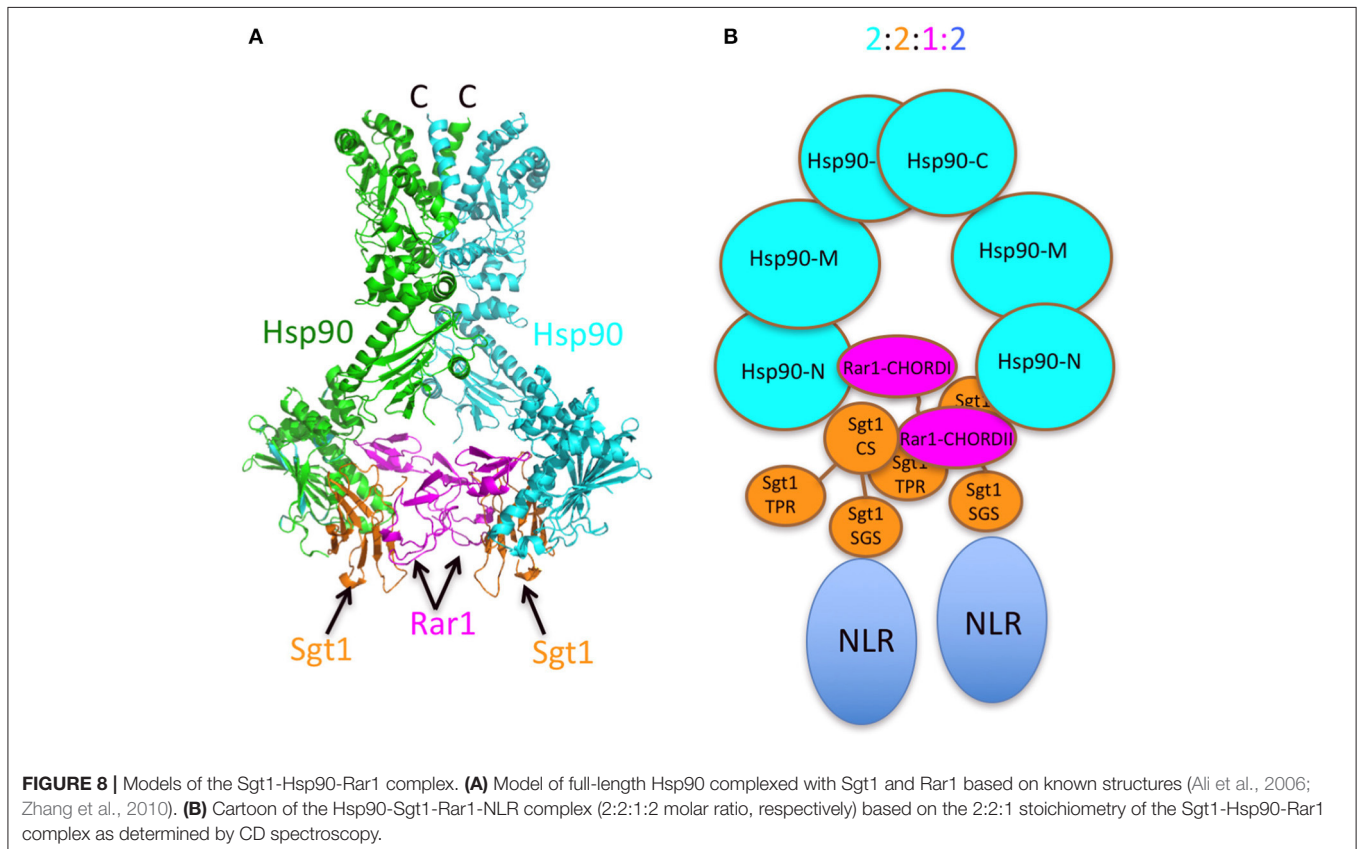 A
C C
Hsp90
Hsp90
Rar1
Sgt1
Sgt1
B
2:2:1:2
Hsp90-
Hsp90-C
Hsp90-M
Hsp90-M
Hsp90-N
Hsp90-N
Rar1-CHORDI
Sgt1
Sgt1
CS
Rar1-CHORDII
Sgt1
TPR
Sgt1
TPR
Sgt1
SGS
Sgt1
SGS
NLR
NLR
FIGURE 8 | Models of the Sgt1-Hsp90-Rar1 complex. (A) Model of full-length Hsp90 complexed with Sgt1 and Rar1 based on known structures (Ali et al., 2006;
Zhang et al., 2010). (B) Cartoon of the Hsp90-Sgt1-Rar1-NLR complex (2:2:1:2 molar ratio, respectively) based on the 2:2:1 stoichiometry of the Sgt1-Hsp90-Rar1
complex as determined by CD spectroscopy.